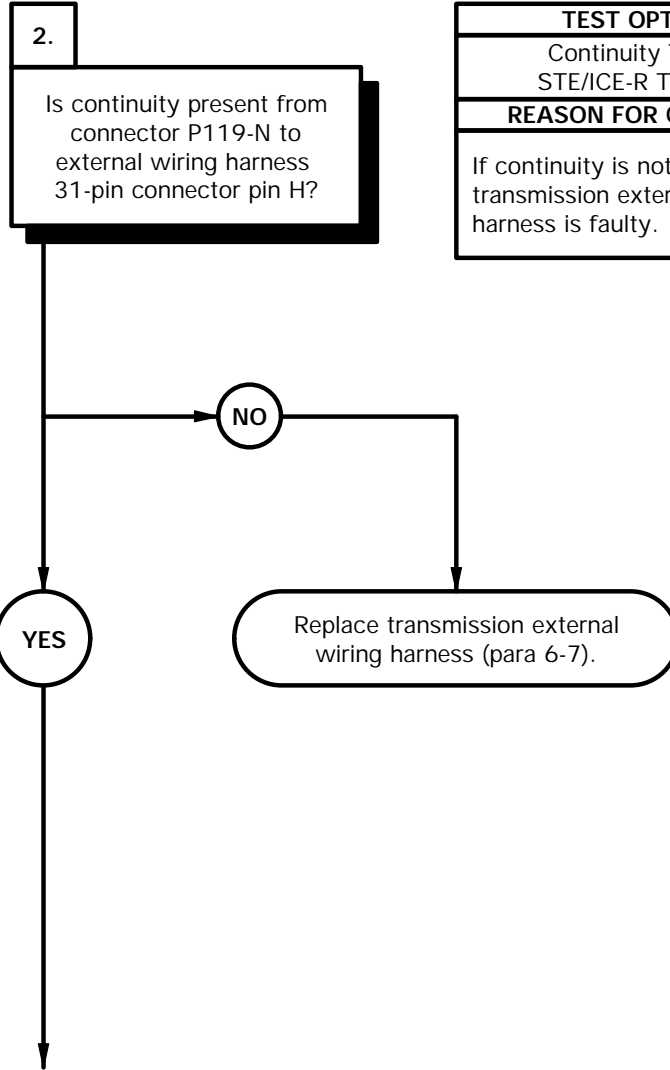 2.
Is continuity present from
connector P119-N to
external wiring harness
31-pin connector pin H?
TEST OPT
Continuity
STE/ICE-R T
REASON FOR
If continuity is not
transmission exter
harness is faulty.
NO
YES
Replace transmission external
wiring harness (para 6-7).